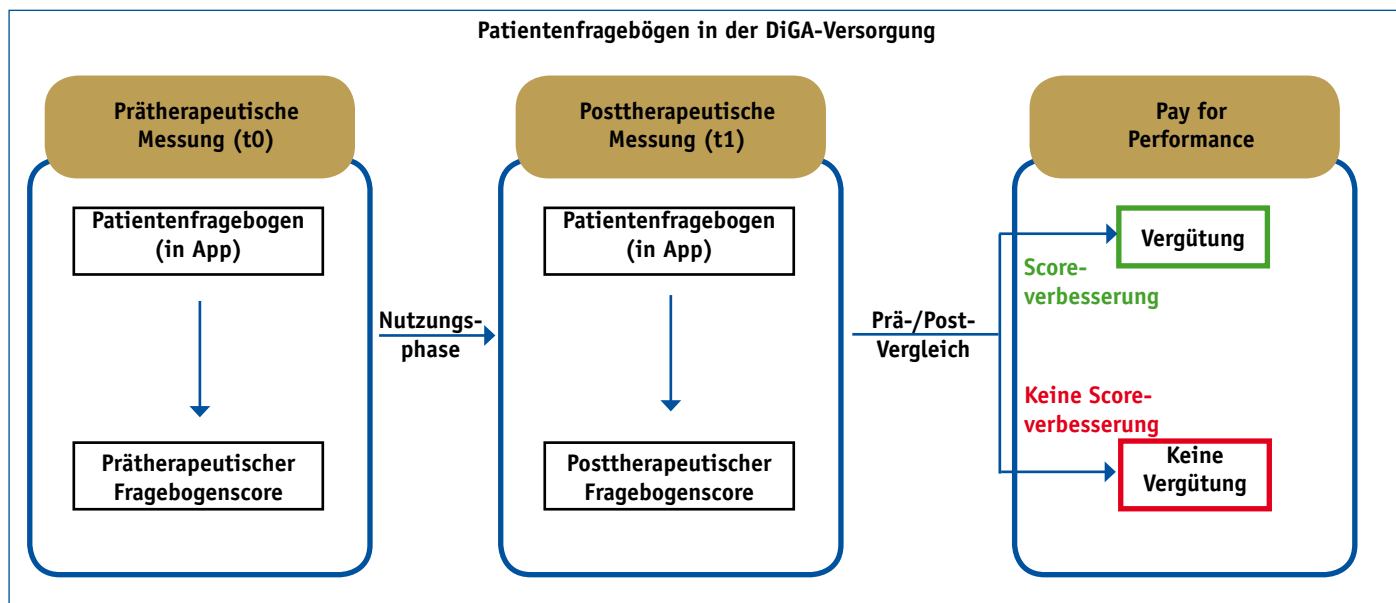 Patientenfragebögen in der DiGA-Versorgung
Prätherapeutische
Messung (t0)
Patientenfragebogen
(in App)
Prätherapeutischer
Fragebogenscore
Nutzungs-
phase
Posttherapeutische
Messung (t1)
Patientenfragebogen
(in App)
Posttherapeutischer
Fragebogenscore
Prä-/Post-
Vergleich
Pay for
Performance
Vergütung
Score-
verbesserung
Keine Score-
verbesserung
Keine
Vergütung